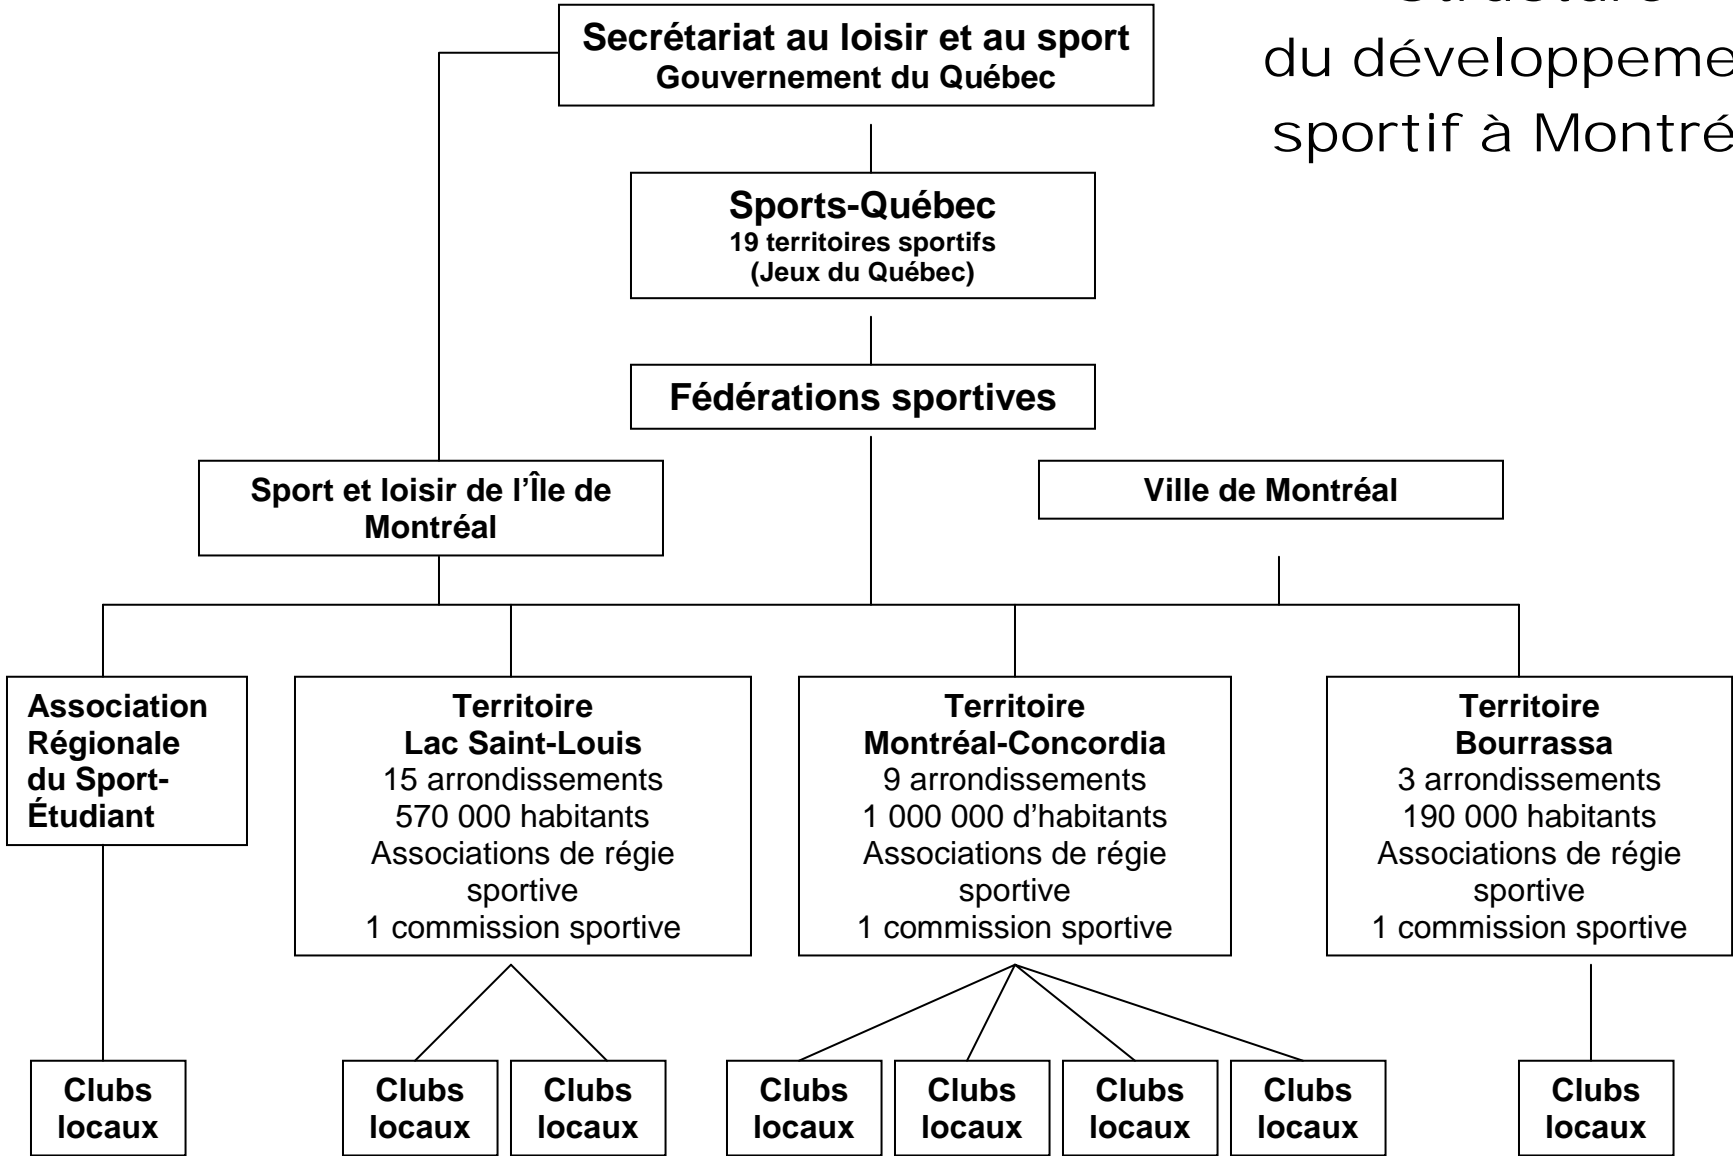 Secrétariat au loisir et au sport
Gouvernement du Québec
du développeme
sportif à Montré
Sports-Québec
19 territoires sportifs
(Jeux du Québec)
Fédérations sportives
Sport et loisir de l’Île de
Montréal
Ville de Montréal
Association
Régionale
du Sport-
Étudiant
Territoire
Lac Saint-Louis
15 arrondissements
570 000 habitants
Associations de régie
sportive
1 commission sportive
Territoire
Montréal-Concordia
9 arrondissements
1 000 000 d’habitants
Associations de régie
sportive
1 commission sportive
Territoire
Bourrassa
3 arrondissements
190 000 habitants
Associations de régie
sportive
1 commission sportive
Clubs
locaux
Clubs
locaux
Clubs
locaux
Clubs
locaux
Clubs
locaux
Clubs
locaux
Clubs
locaux
Clubs
locaux